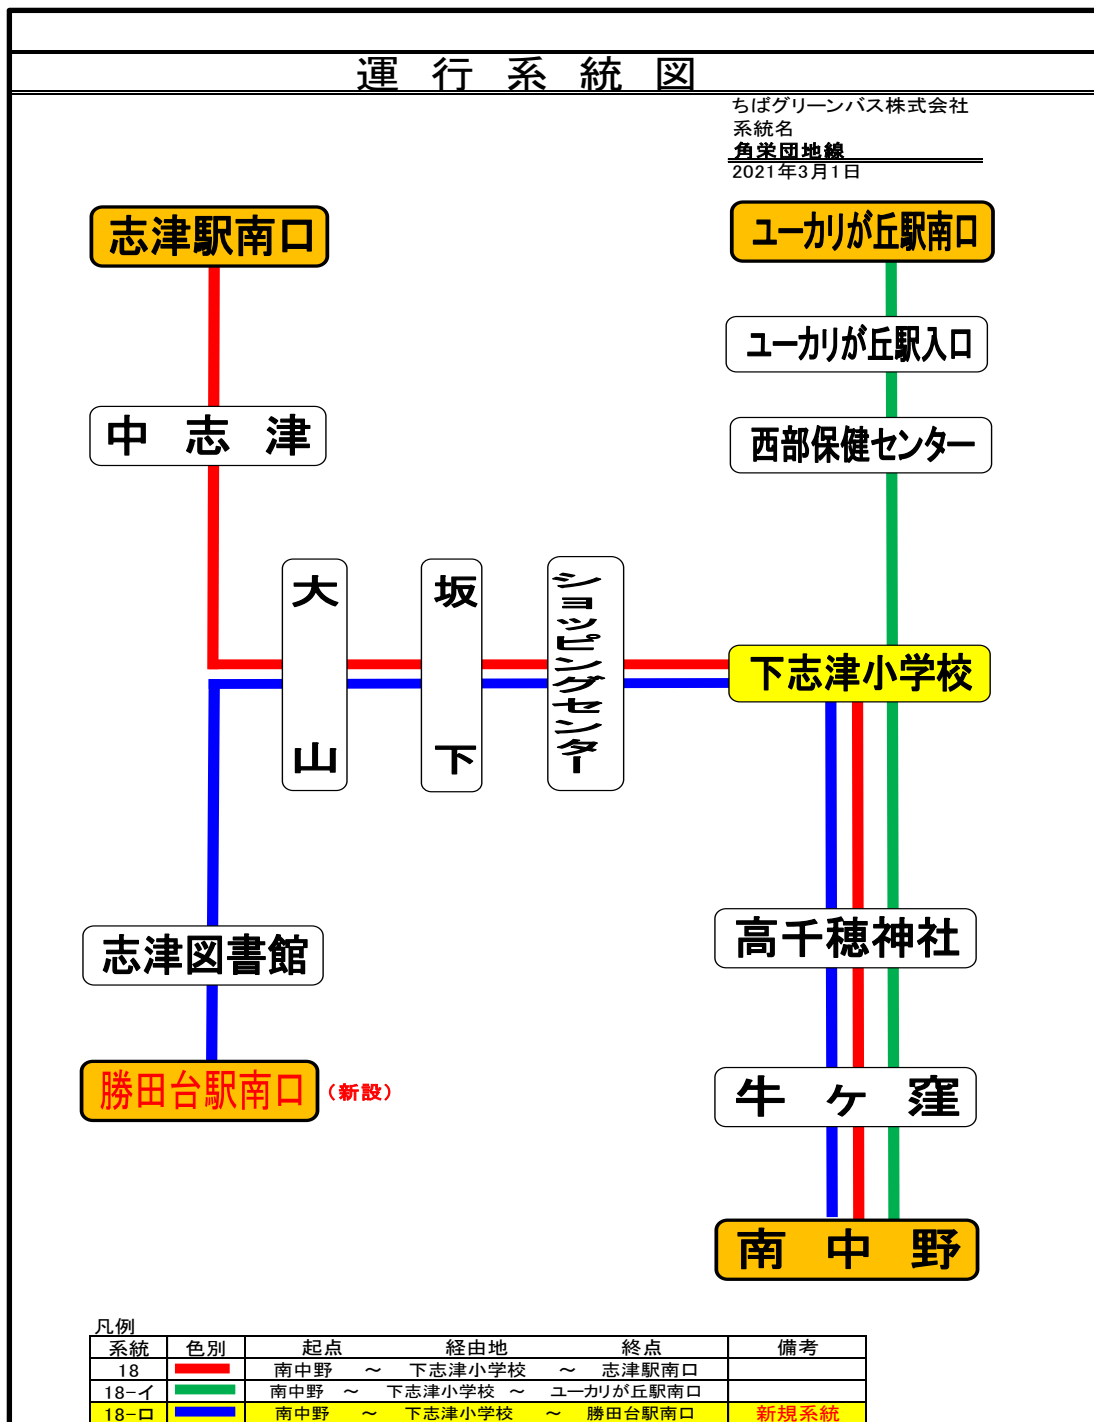 運行系統図
ちばグリーンバス株式会社
系統名
角栄団地線
2021年3月1日
志津駅南口
ユーカリが丘駅南口
ユーカリが丘駅入口
中志津
西部保健センター
大山
坂下
ショッピングセンター
下志津小学校
高千穂神社
志津図書館
勝田台駅南口 (新設)
牛ヶ窪
南中野
凡例
系統 色別 起点 経由地 終点 備考
18 南中野 ～ 下志津小学校 ～ 志津駅南口
18-イ 南中野 ～ 下志津小学校 ～ ユーカリが丘駅南口
18-ロ 南中野 ～ 下志津小学校 ～ 勝田台駅南口 新規系統